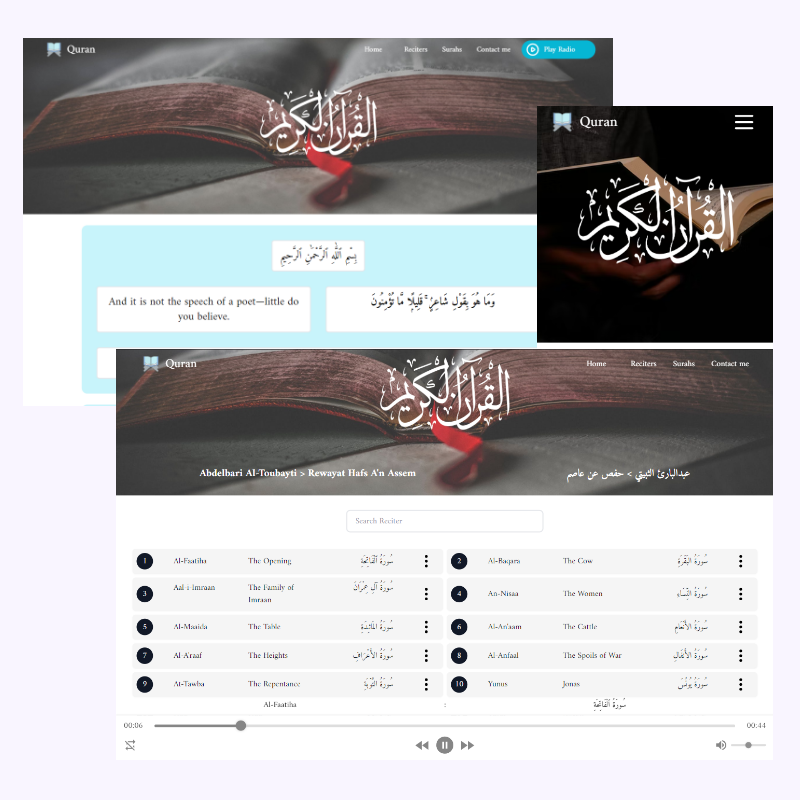 Quran
Home Reciters Surahs Contact me Play Radio
القرآن الكريم
بِسْمِ ٱللَّهِ ٱلرَّحْمَٰنِ ٱلرَّحِيمِ
And it is not the speech of a poet—little do
you believe.
وَمَا هُوَ بِقَوْلِ شَاعِرٍ ۚ قَلِيلًا مَّا تُؤْمِنُونَ
Quran
القرآن الكريم
Quran
Home Reciters Surahs Contact me
القرآن الكريم
Abdelbari Al-Toubayti > Rewayat Hafs A'n Assem
عبدالبارئ الثبيتي > حفص عن عاصم
Search Reciter
1 Al-Faatiha The Opening سُورَةُ ٱلْفَاتِحَةِ
2 Al-Baqara The Cow سُورَةُ البَقَرَةِ
3 Aal-i-Imraan The Family of
Imraan
سُورَةُ آلِ عِمۡرَانَ
4 An-Nisaa The Women سُورَةُ النِّسَاءِ
5 Al-Maaida The Table سُورَةُ المَائـِدَةِ
6 Al-An'aam The Cattle سُورَةُ الأَنۡعَامِ
7 Al-A'raaf The Heights سُورَةُ الأَعۡرَافِ
8 Al-Anfaal The Spoils of War سُورَةُ الأَنفَالِ
9 At-Tawba The Repentance سُورَةُ التَّوۡبَةِ
10 Yunus Jonas سُورَةُ يُونُسَ
Al-Faatiha : سُورَةُ ٱلْفَاتِحَةِ
00:06 00:44